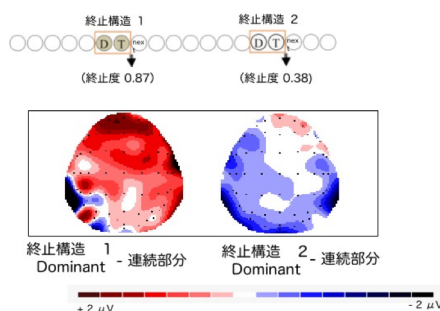 終止構造 1
終止構造 2
D T next
D T next
(終止度 0.87)
(終止度 0.38)
終止構造 1
Dominant - 連続部分
終止構造 2
Dominant - 連続部分
+2 μV
-2 μV